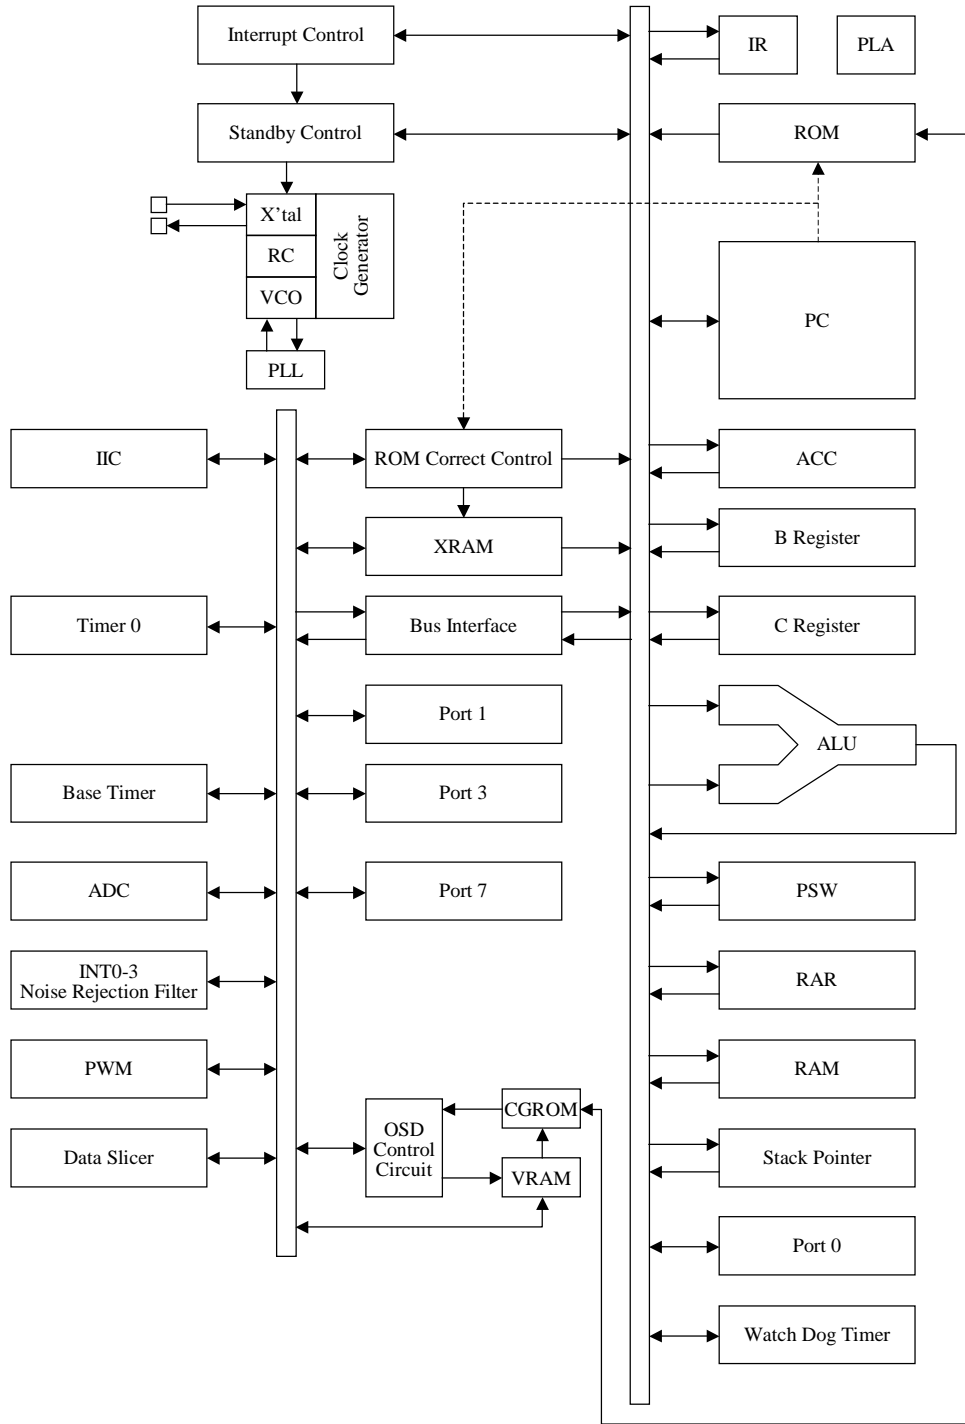 Interrupt Control
IR
PLA
Standby Control
ROM
X’tal
RC
VCO
Clock
Generator
PC
PLL
IIC
ROM Correct Control
ACC
XRAM
B Register
Timer 0
Bus Interface
C Register
Port 1
ALU
Base Timer
Port 3
ADC
Port 7
PSW
INT0-3
Noise Rejection Filter
RAR
PWM
RAM
OSD
Control
Circuit
CGROM
VRAM
Data Slicer
Stack Pointer
Port 0
Watch Dog Timer